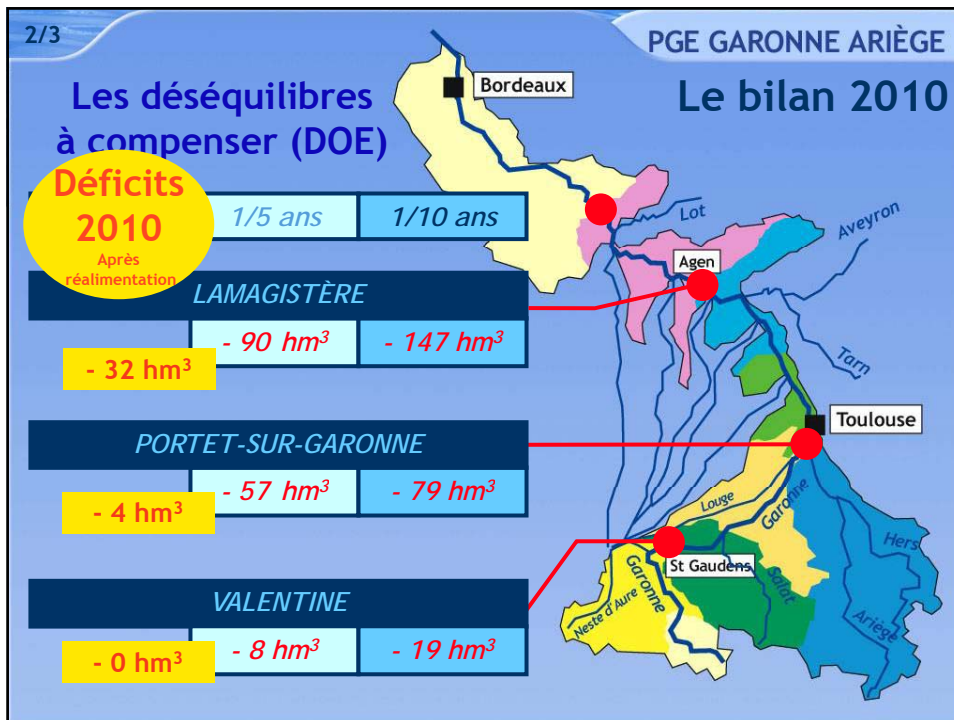 2/3
PGE GARONNE ARIÈGE
Les déséquilibres
à compenser (DOE)
Le bilan 2010
Déficits
2010
Après
réalimentation
1/5 ans
1/10 ans
LAMAGISTÈRE
- 90 hm³
- 147 hm³
- 32 hm³
PORTET-SUR-GARONNE
- 57 hm³
- 79 hm³
- 4 hm³
VALENTINE
- 8 hm³
- 19 hm³
- 0 hm³
Bordeaux
Lot
Aveyron
Agen
Tarn
Toulouse
Louge
Garonne
Hers
St Gaudens
Salat
Garonne
Neste d'Aure
Ariège